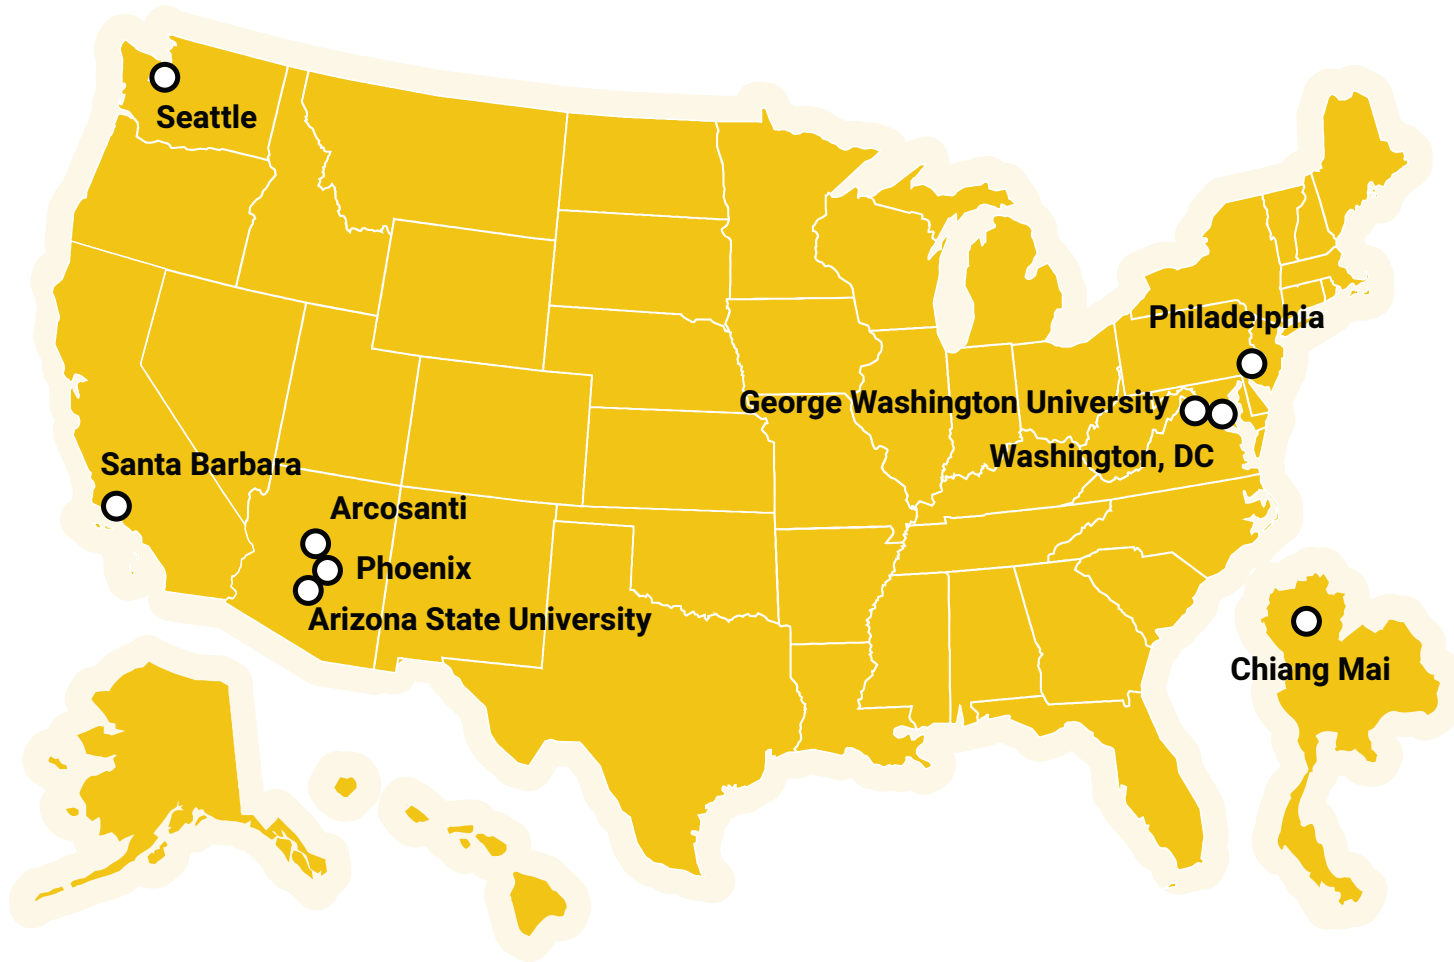 Seattle
Philadelphia
George Washington University
Washington, DC
Santa Barbara
Arcosanti
Phoenix
Arizona State University
Chiang Mai